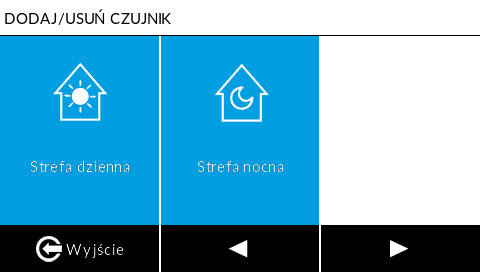 DODAJ/USUŃ CZUJNIK
Strefa dzienna
Strefa nocna
Wyjście